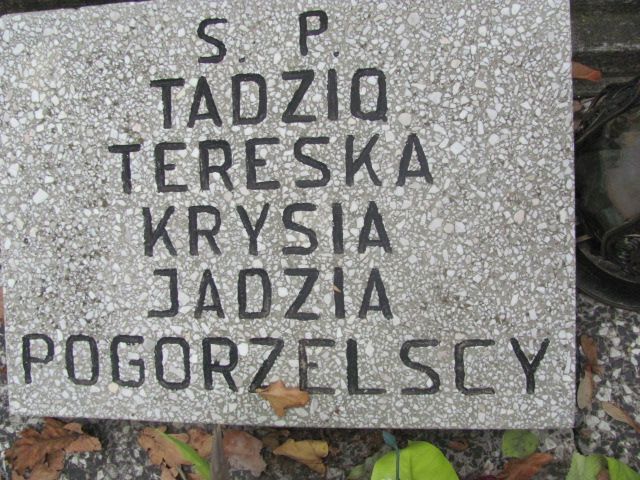 S. P.
TADZIO
TERESKA
KRYSIA
JADZIA
POGORZELSCY